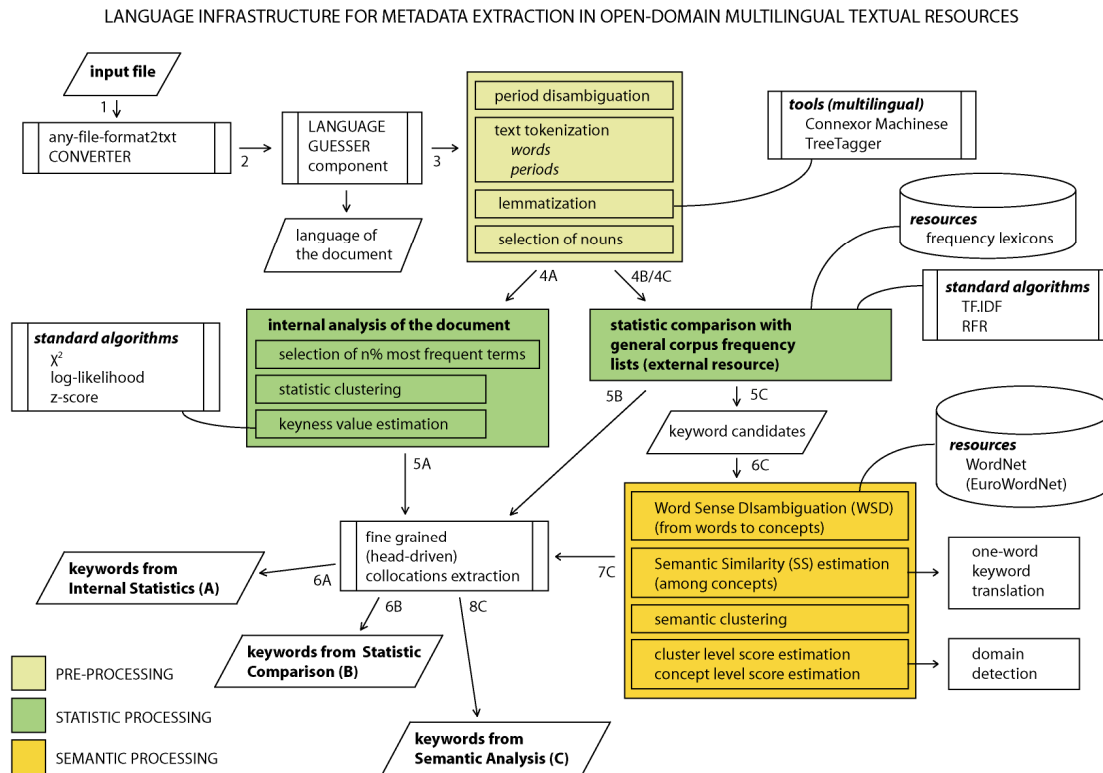 LANGUAGE INFRASTRUCTURE FOR METADATA EXTRACTION IN OPEN-DOMAIN MULTILINGUAL TEXTUAL RESOURCES
input file
1
any-file-format2txt
CONVERTER
2
LANGUAGE
GUESSER
component
3
language of
the document
period disambiguation
text tokenization
words
periods
lemmatization
selection of nouns
tools (multilingual)
Connexor Machinese
TreeTagger
resources
frequency lexicons
standard algorithms
TF.IDF
RFR
4A
4B/4C
standard algorithms
χ²
log-likelihood
z-score
internal analysis of the document
selection of n% most frequent terms
statistic clustering
keyness value estimation
statistic comparison with
general corpus frequency
lists (external resource)
5A
5B
5C
keyword candidates
6C
resources
WordNet
(EuroWordNet)
Word Sense DIsambiguation (WSD)
(from words to concepts)
Semantic Similarity (SS) estimation
(among concepts)
semantic clustering
cluster level score estimation
concept level score estimation
one-word
keyword
translation
domain
detection
7C
fine grained
(head-driven)
collocations extraction
6A
6B
8C
keywords from
Internal Statistics (A)
keywords from Statistic
Comparison (B)
keywords from
Semantic Analysis (C)
PRE-PROCESSING
STATISTIC PROCESSING
SEMANTIC PROCESSING